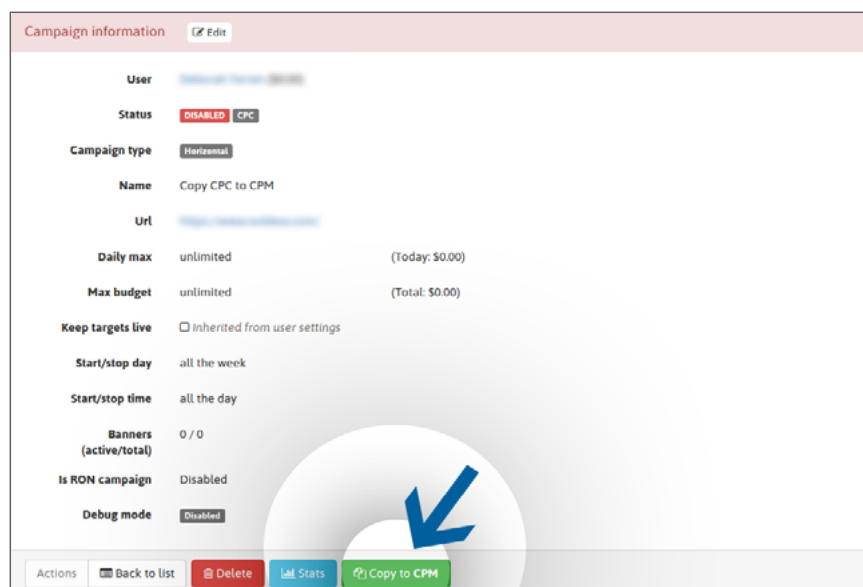 Campaign information Edit
User
Status DISABLED CPC
Campaign type Horizontal
Name Copy CPC to CPM
Url
Daily max unlimited (Today: $0.00)
Max budget unlimited (Total: $0.00)
Keep targets live Inherited from user settings
Start/stop day all the week
Start/stop time all the day
Banners 0 / 0
(active/total)
Is RON campaign Disabled
Debug mode Disabled
Actions Back to list Delete Stats Copy to CPM